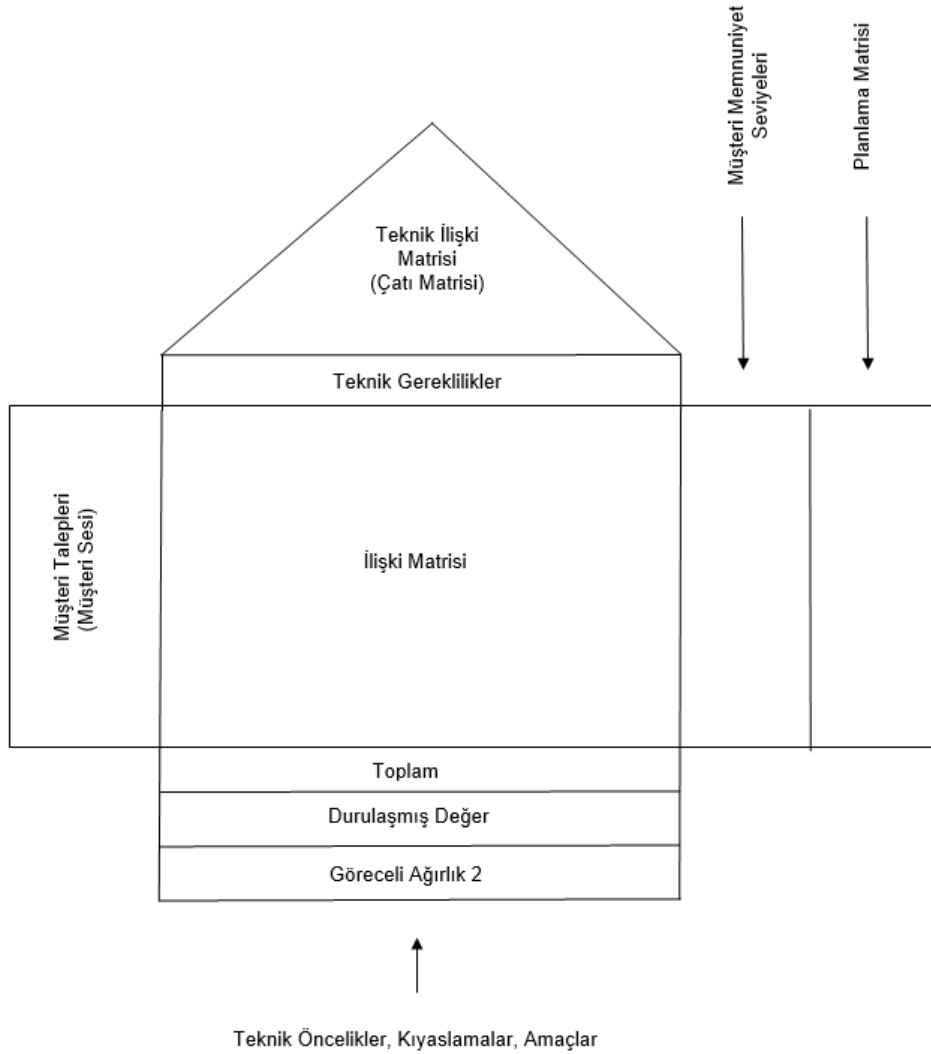 Müşteri Memnuniyet
Seviyeleri
Planlama Matrisi
Teknik İlişki
Matrisi
(Çatı Matrisi)
Teknik Gereklilikler
Müşteri Talepleri
(Müşteri Sesi)
İlişki Matrisi
Toplam
Durulaşmış Değer
Göreceli Ağırlık 2
Teknik Öncelikler, Kıyaslamalar, Amaçlar